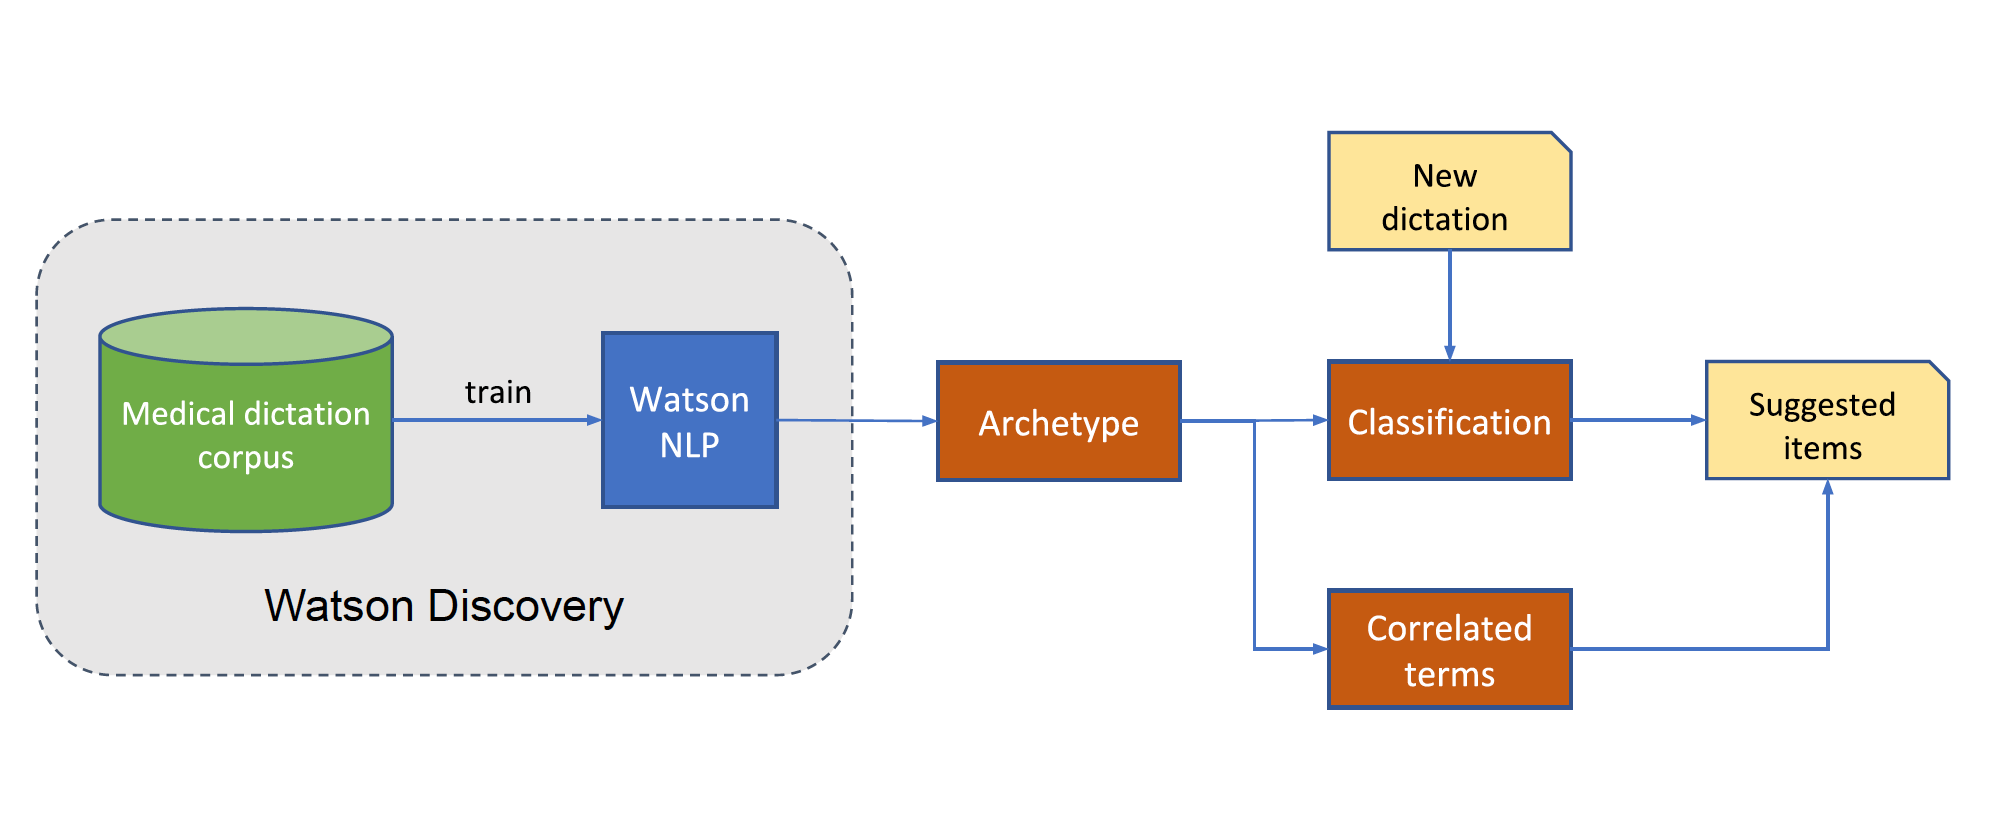 New
dictation
Medical dictation
corpus
train
Watson
NLP
Archetype
Classification
Suggested
items
Watson Discovery
Correlated
terms